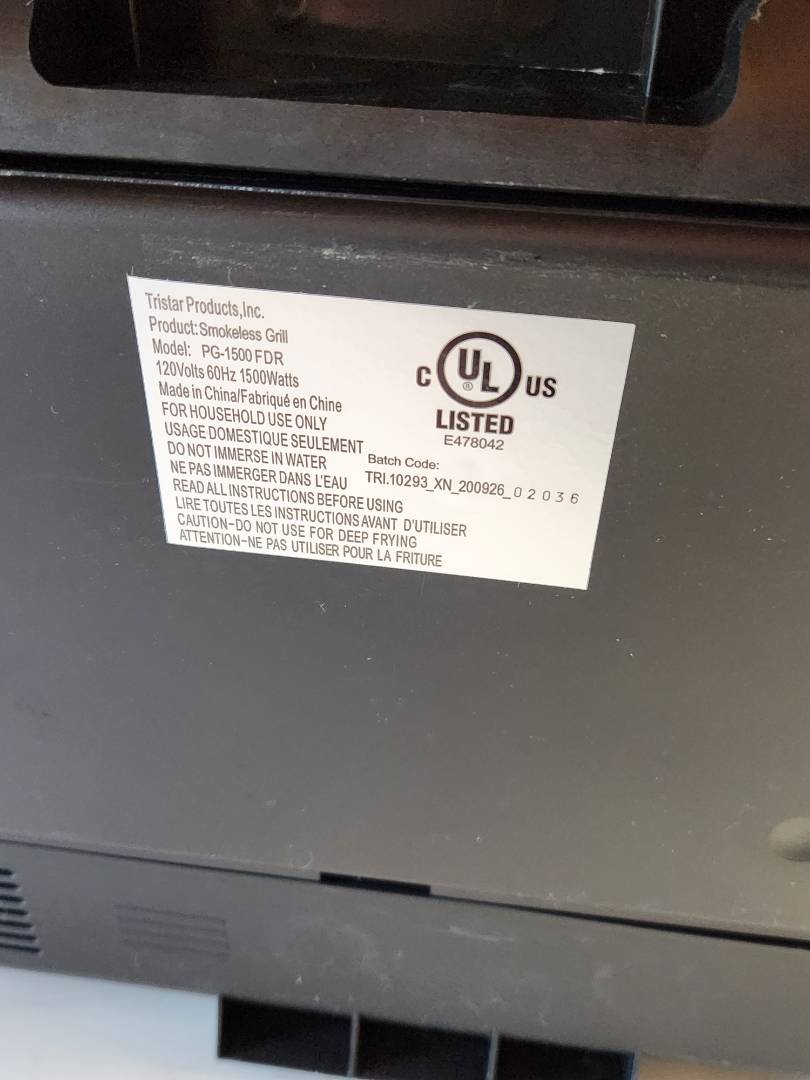 Tristar Products,Inc.
Product: Smokeless Grill
Model: PG-1500 FDR
120Volts 60Hz 1500Watts
Made in China/Fabriqué en Chine
FOR HOUSEHOLD USE ONLY
USAGE DOMESTIQUE SEULEMENT
DO NOT IMMERSE IN WATER
NE PAS IMMERGER DANS L'EAU
READ ALL INSTRUCTIONS BEFORE USING
LIRE TOUTES LES INSTRUCTIONS AVANT D'UTILISER
CAUTION-DO NOT USE FOR DEEP FRYING
ATTENTION-NE PAS UTILISER POUR LA FRITURE
C UL ® US
LISTED
E478042
Batch Code:
TRI.10293_XN_200926_02036